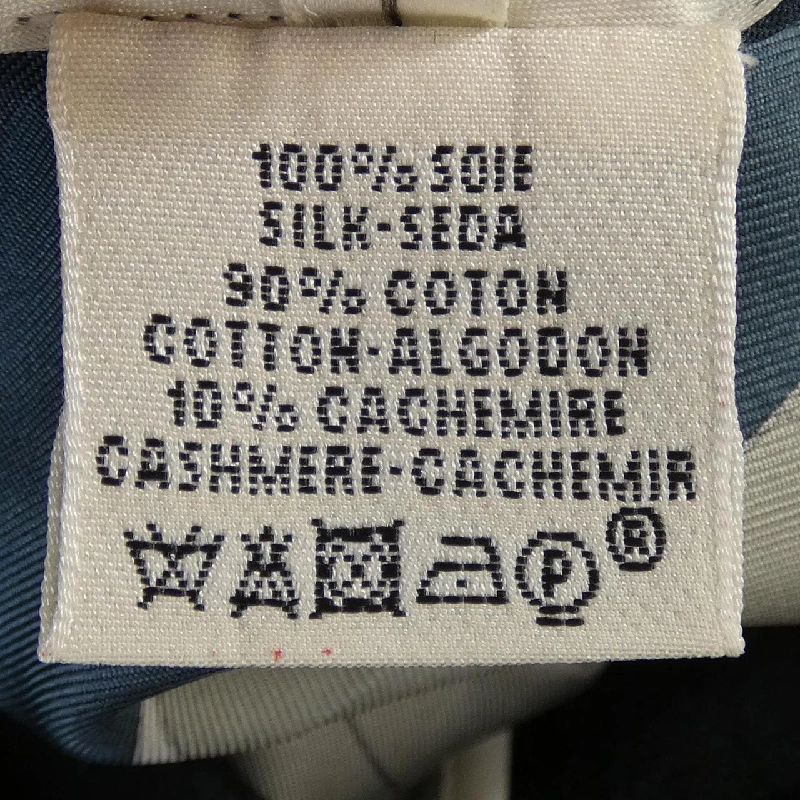 100% SOIE
SILK-SEDA
90% COTON
COTTON-ALGODON
10% CACHEMIRE
CASHMERE-CACHEMIR
P ®